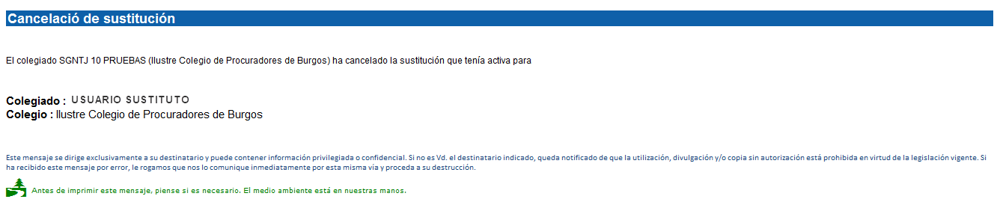 Cancelació de sustitución
El colegiado SGNTJ 10 PRUEBAS (Ilustre Colegio de Procuradores de Burgos) ha cancelado la sustitución que tenía activa para
Colegiado : USUARIO SUSTITUTO
Colegio : Ilustre Colegio de Procuradores de Burgos
Este mensaje se dirige exclusivamente a su destinatario y puede contener información privilegiada o confidencial. Si no es Vd. el destinatario indicado, queda notificado de que la utilización, divulgación y/o copia sin autorización está prohibida en virtud de la legislación vigente. Si
ha recibido este mensaje por error, le rogamos que nos lo comunique inmediatamente por esta misma vía y proceda a su destrucción.
Antes de imprimir este mensaje, piense si es necesario. El medio ambiente está en nuestras manos.